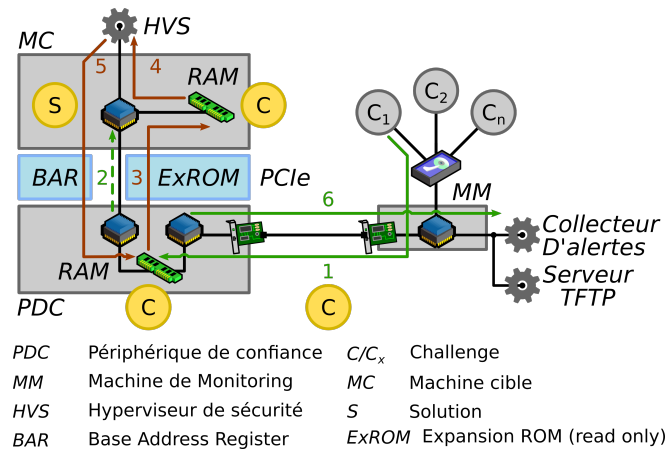 MC
HVS
5
4
RAM
S
C
C1
C2
Cn
BAR
2
3
ExROM
PCIe
MM
6
RAM
1
Collecteur
D'alertes
Serveur
TFTP
PDC
C
C
PDC Périphérique de confiance
C/Cx Challenge
MM Machine de Monitoring
MC Machine cible
HVS Hyperviseur de sécurité
S Solution
BAR Base Address Register
ExROM Expansion ROM (read only)